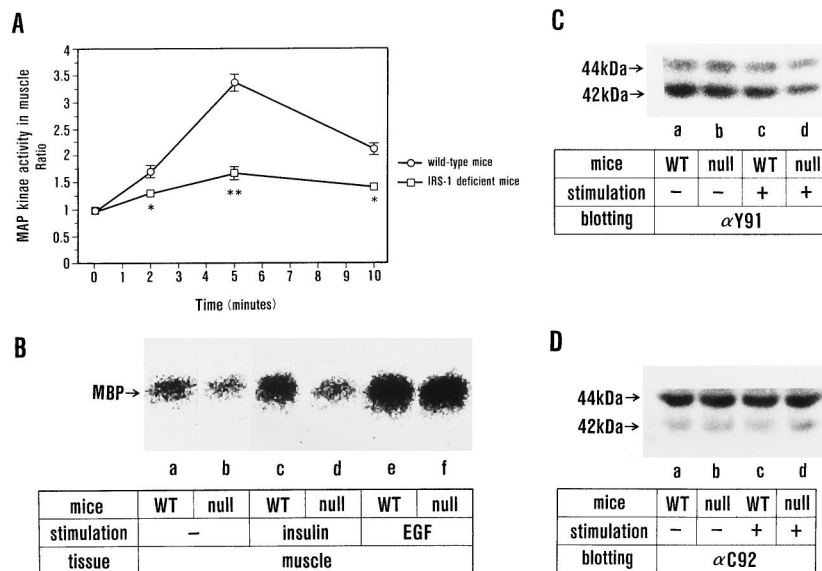 A
MAP kinae activity in muscle
Ratio
4
3.5
3
2.5
2
1.5
1
0.5
0
0 1 2 3 4 5 6 7 8 9 10
Time (minutes)
* ** *
wild-type mice
IRS-1 deficient mice
B
MBP→
a b c d e f
mice WT null WT null WT null
stimulation − insulin EGF
tissue muscle
C
44kDa→
42kDa→
a b c d
mice WT null WT null
stimulation − − + +
blotting αY91
D
44kDa→
42kDa→
a b c d
mice WT null WT null
stimulation − − + +
blotting αC92